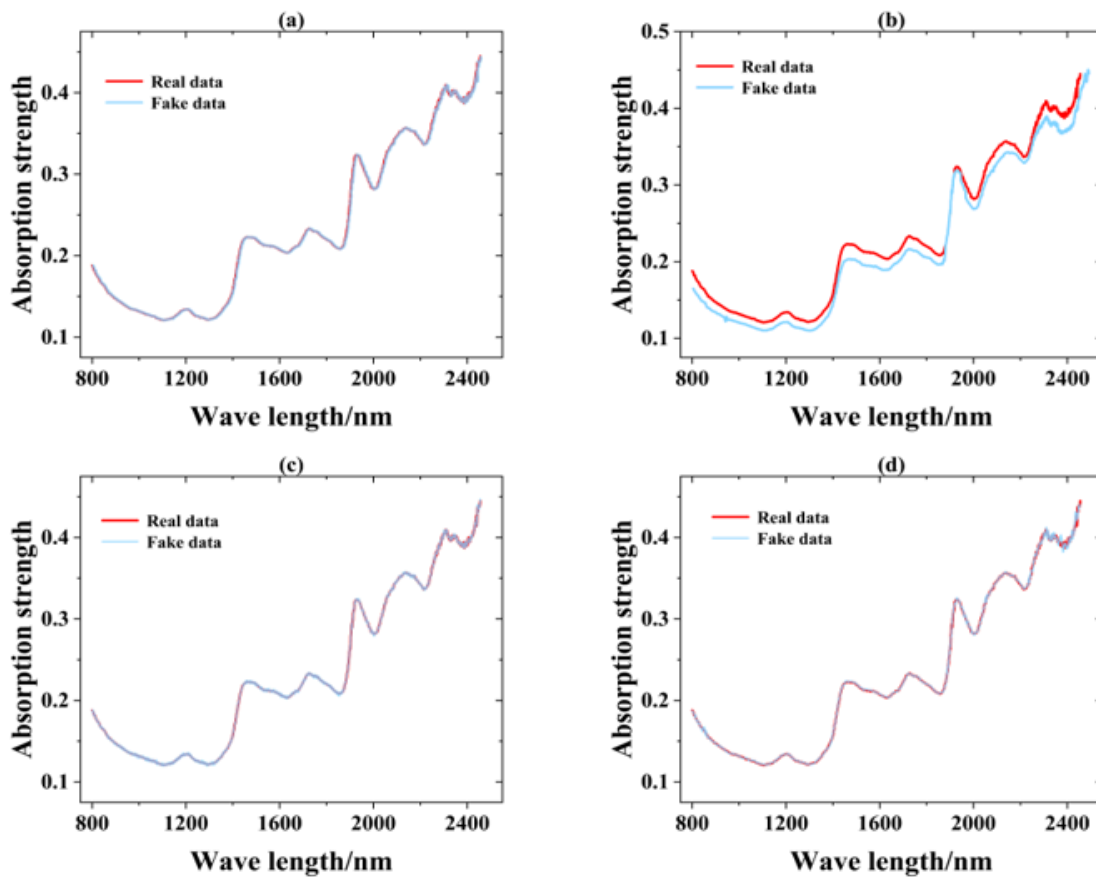 (a)
Real data
Fake data
Absorption strength
0.4
0.3
0.2
0.1
800 1200 1600 2000 2400
Wave length/nm
(b)
Real data
Fake data
Absorption strength
0.5
0.4
0.3
0.2
0.1
800 1200 1600 2000 2400
Wave length/nm
(c)
Real data
Fake data
Absorption strength
0.4
0.3
0.2
0.1
800 1200 1600 2000 2400
Wave length/nm
(d)
Real data
Fake data
Absorption strength
0.4
0.3
0.2
0.1
800 1200 1600 2000 2400
Wave length/nm